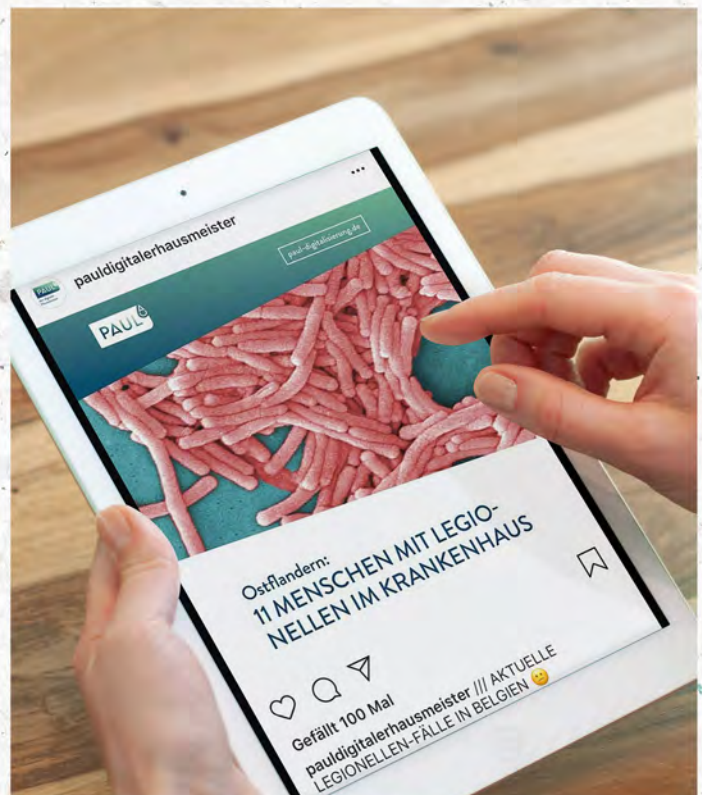 pauldigitalerhausmeister
paul-digitalisierung.de
PAUL
PAUL
Ostflandern:
11 MENSCHEN MIT LEGIO-
NELLEN IM KRANKENHAUS
Gefällt 100 Mal
pauldigitalerhausmeister /// AKTUELLE
LEGIONELLEN-FÄLLE IN BELGIEN 😕